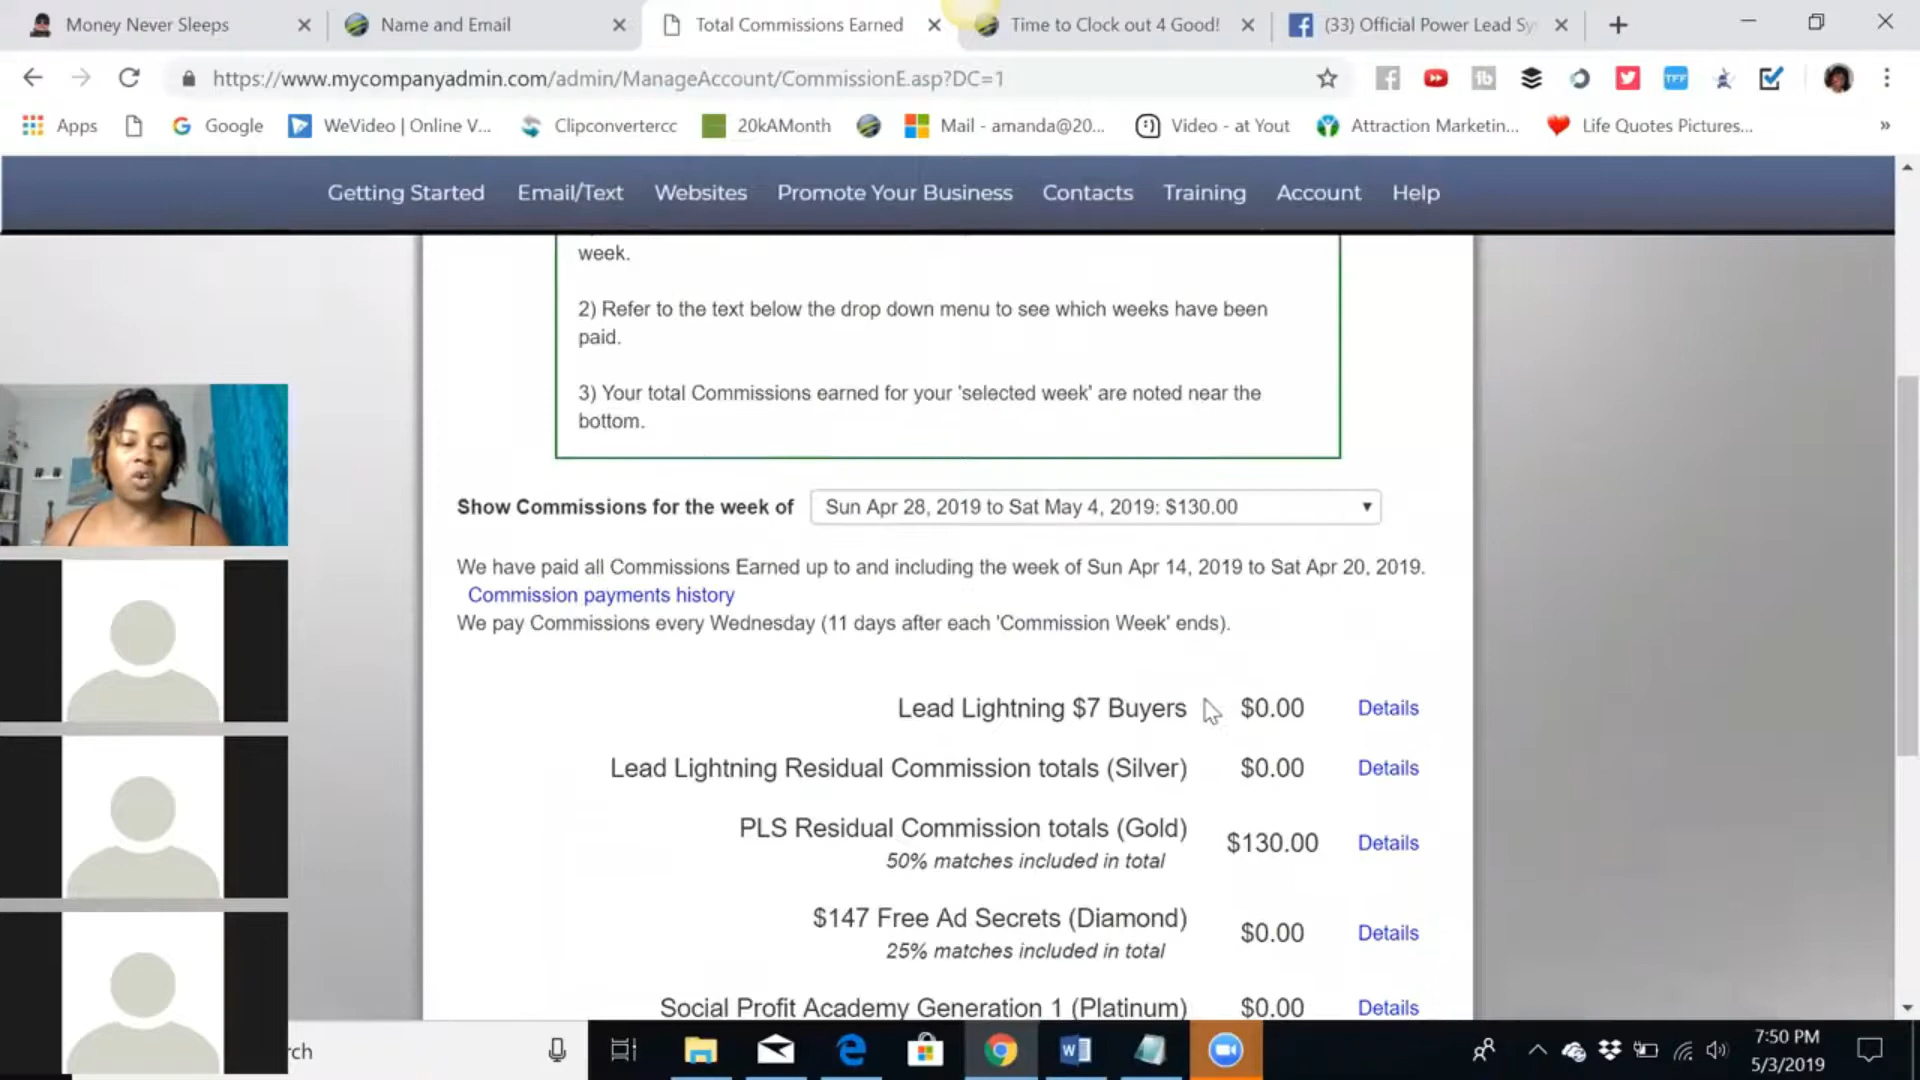 Money Never Sleeps
Name and Email
Total Commissions Earned
Time to Clock out 4 Good!
(33) Official Power Lead Sy
https://www.mycompanyadmin.com/admin/ManageAccount/CommissionE.asp?DC=1
Apps
Google
WeVideo | Online V...
Clipconvertercc
20kAMonth
Mail - amanda@20...
Video - at Yout
Attraction Marketin...
Life Quotes Pictures...
Getting Started
Email/Text
Websites
Promote Your Business
Contacts
Training
Account
Help
week.
2) Refer to the text below the drop down menu to see which weeks have been
paid.
3) Your total Commissions earned for your 'selected week' are noted near the
bottom.
Show Commissions for the week of
Sun Apr 28, 2019 to Sat May 4, 2019: $130.00
We have paid all Commissions Earned up to and including the week of Sun Apr 14, 2019 to Sat Apr 20, 2019.
Commission payments history
We pay Commissions every Wednesday (11 days after each 'Commission Week' ends).
Lead Lightning $7 Buyers $0.00 Details
Lead Lightning Residual Commission totals (Silver) $0.00 Details
PLS Residual Commission totals (Gold)
50% matches included in total
$130.00 Details
$147 Free Ad Secrets (Diamond)
25% matches included in total
$0.00 Details
Social Profit Academy Generation 1 (Platinum) $0.00 Details
rch
7:50 PM
5/3/2019